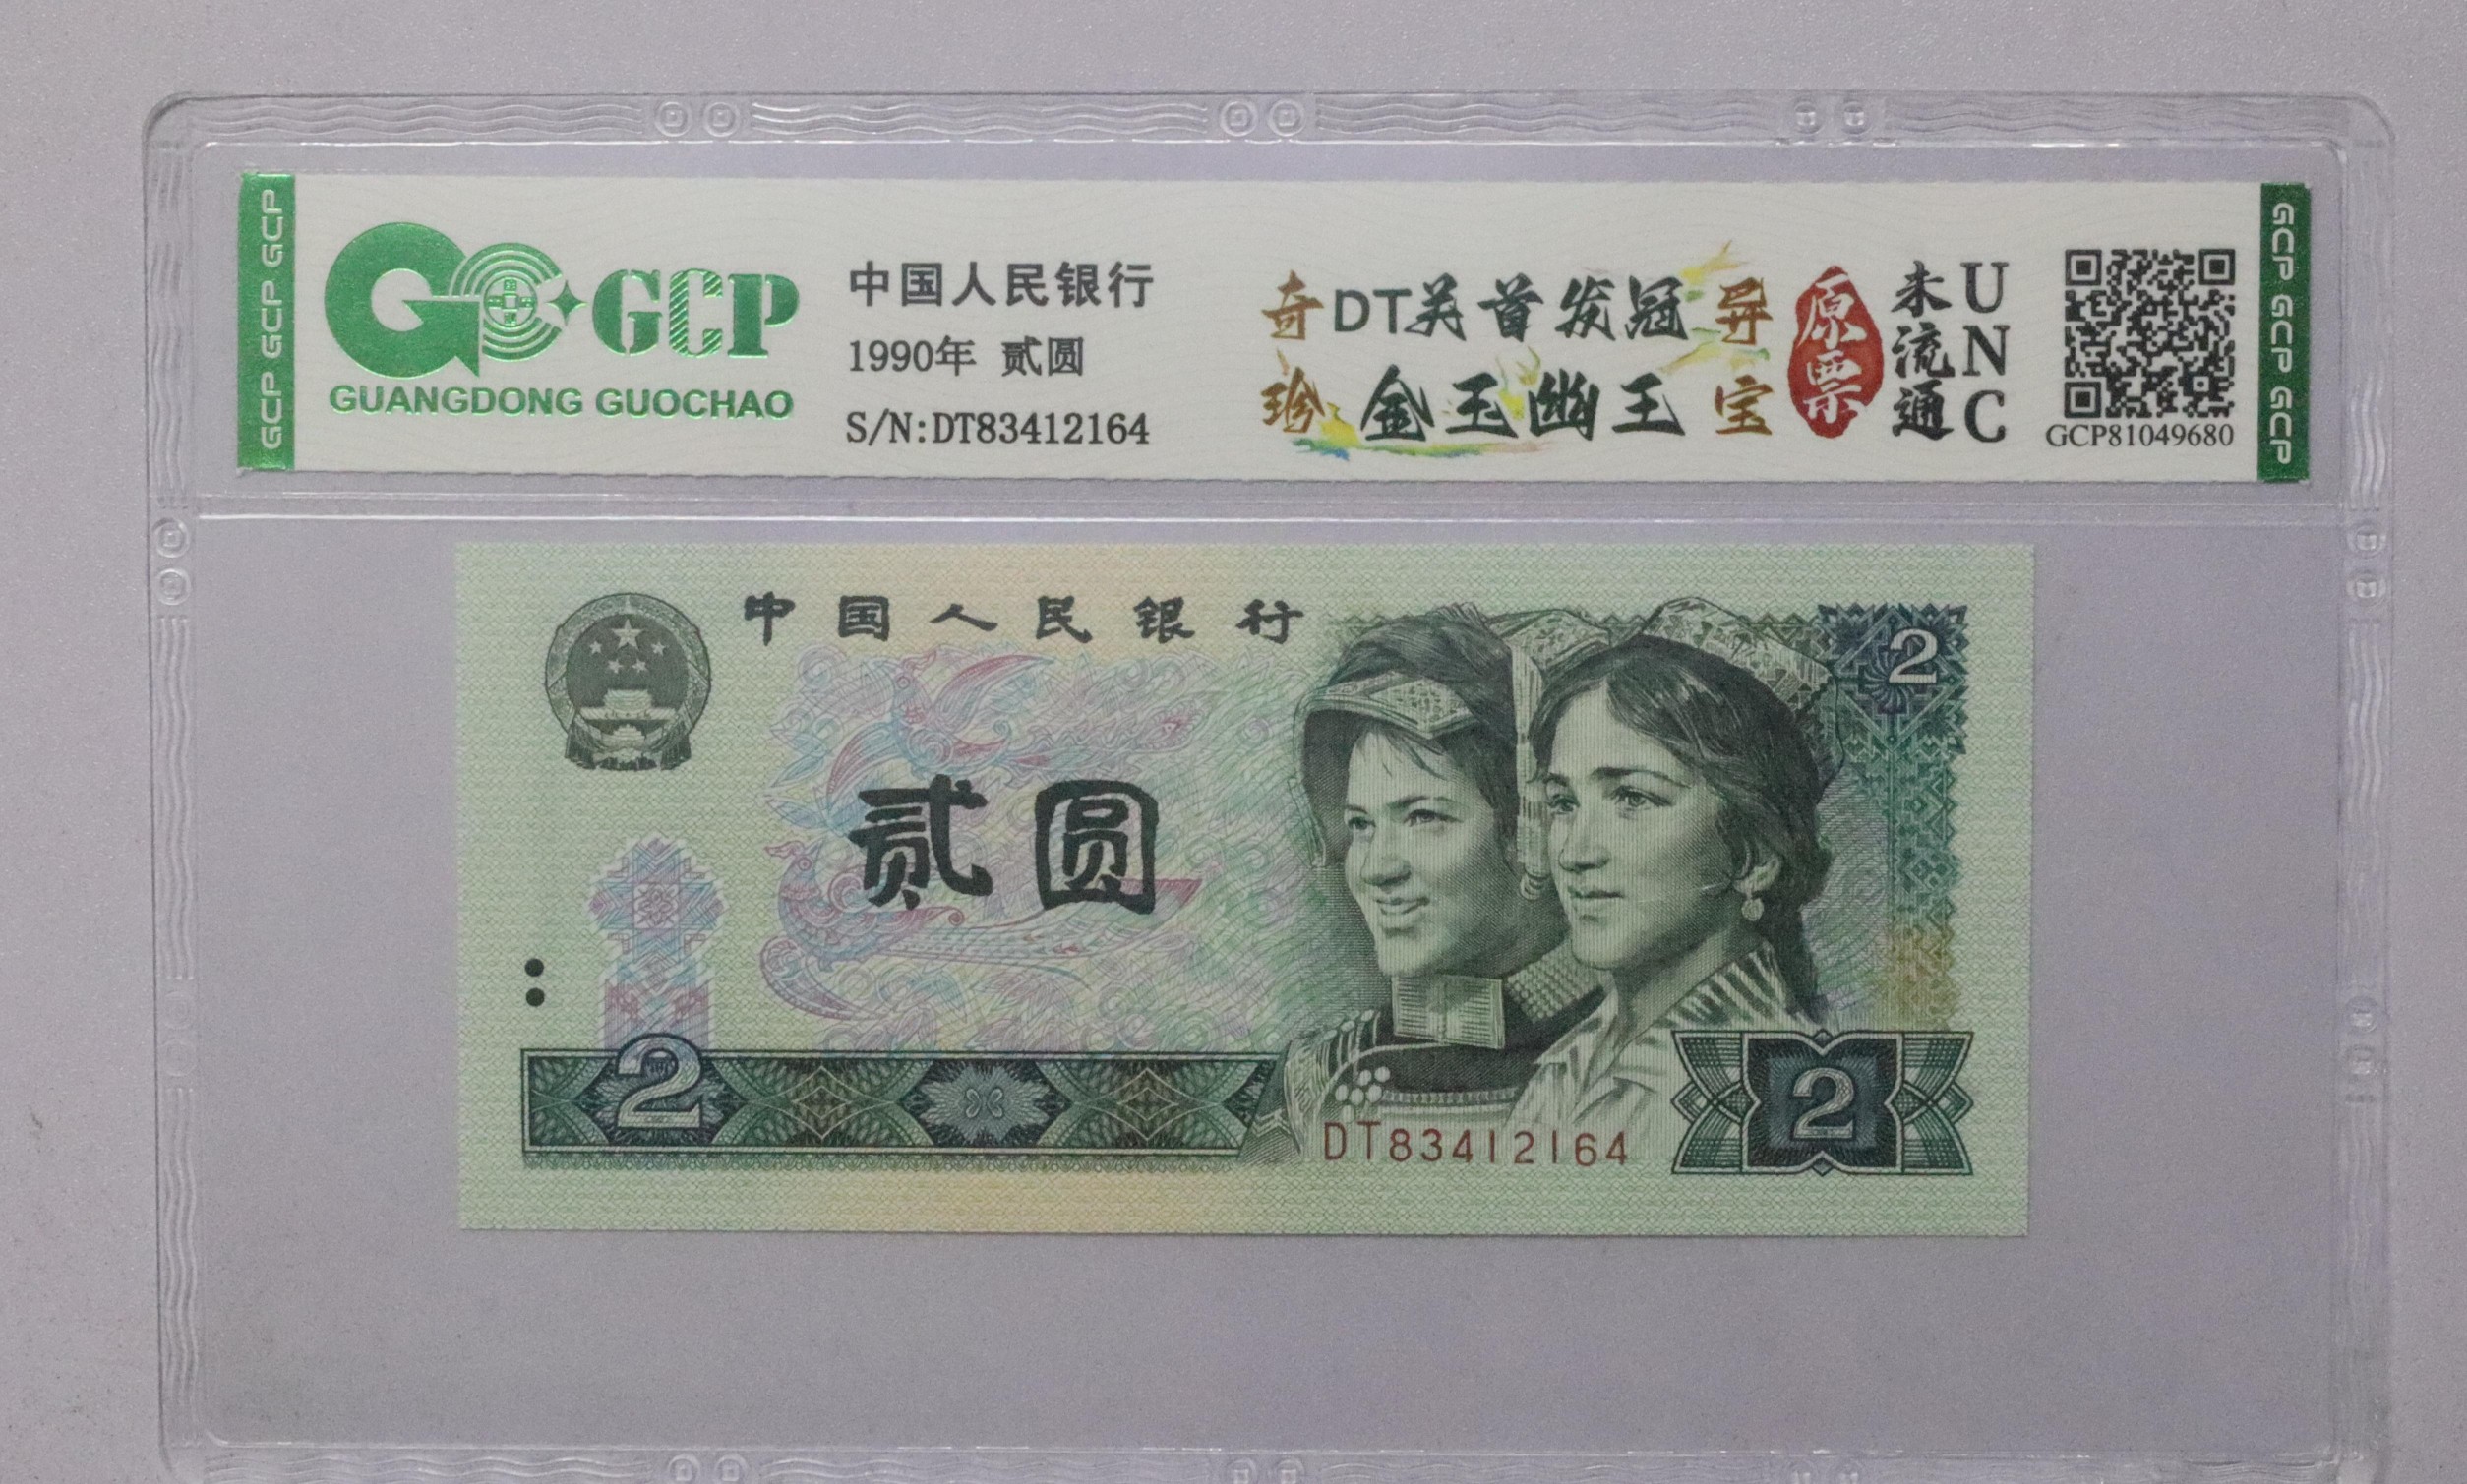 GCP GCP GCP
GCP
GUANGDONG GUOCHAO
中国人民银行
1990年 贰圆
S/N:DT83412164
奇DT关首发冠异
珍金玉幽王宝
原票
未流通
UNC
GCP81049680
GCP GCP GCP
中国人民银行
2
贰圆
2
DT83412164
2